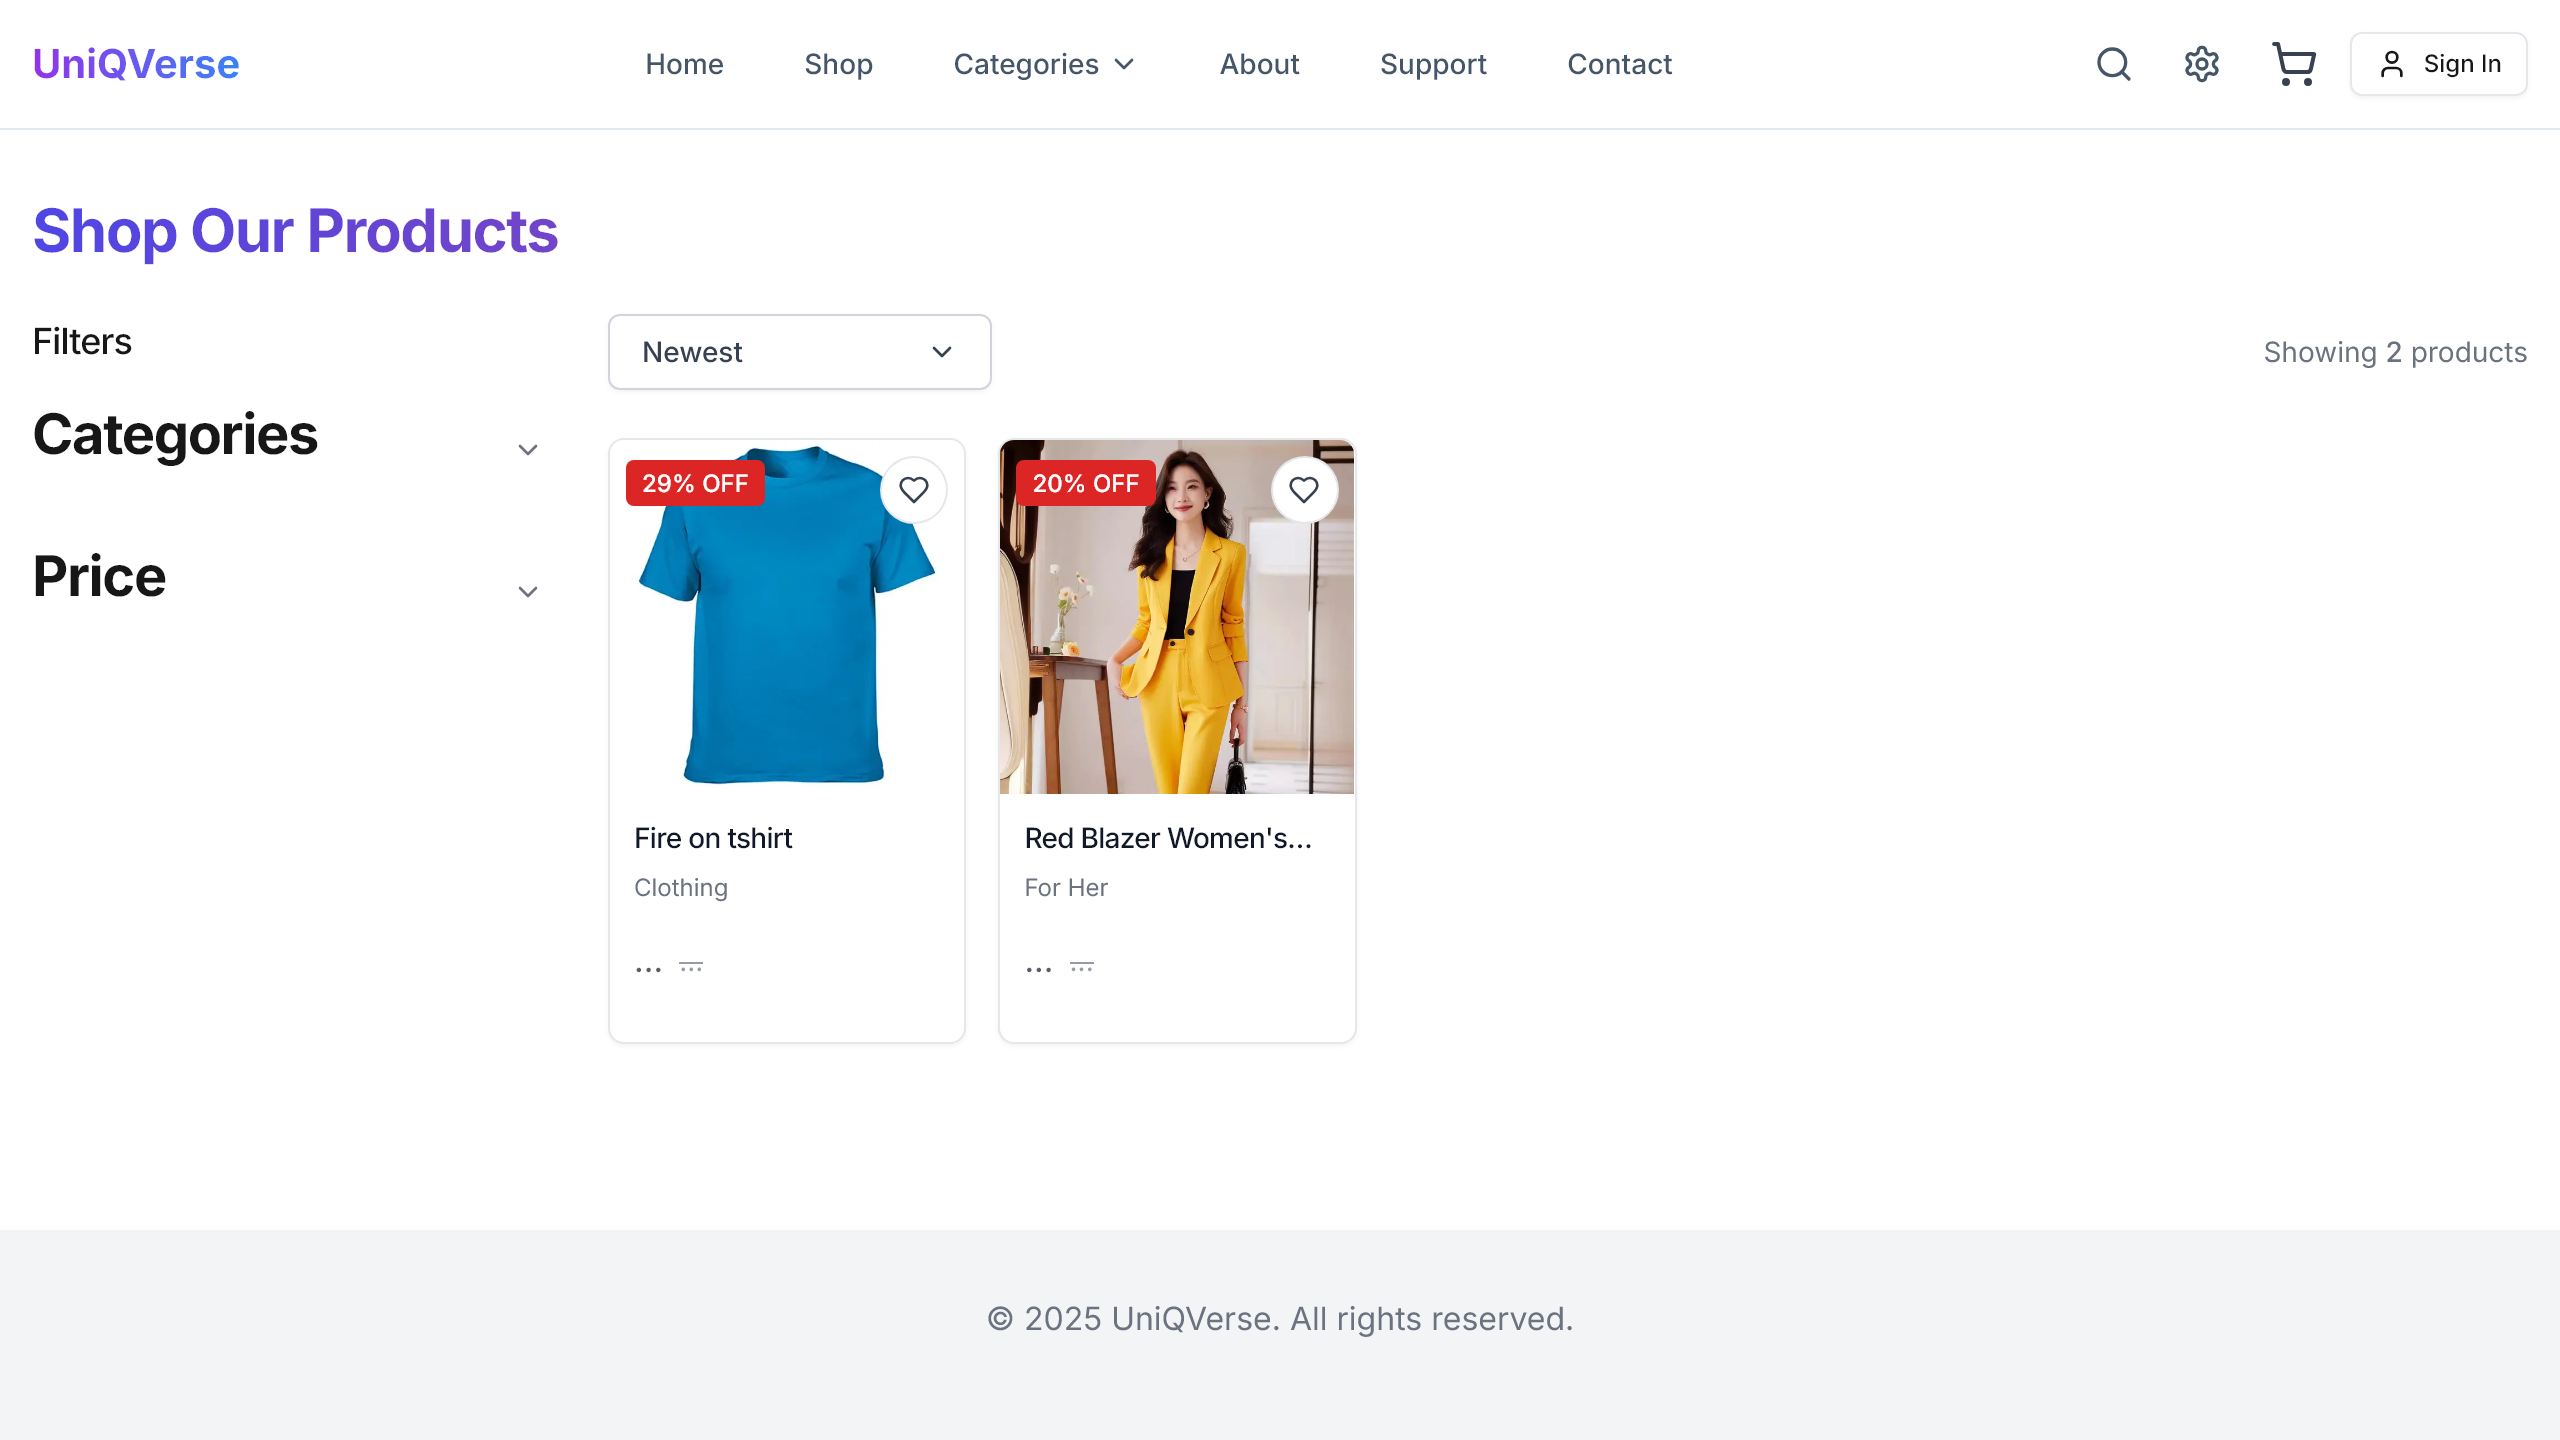 UniQVerse
Home
Shop
Categories
About
Support
Contact
Sign In
Shop Our Products
Filters
Newest
Showing 2 products
Categories
Price
29% OFF
20% OFF
Fire on tshirt
Clothing
... ...
Red Blazer Women's...
For Her
... ...
© 2025 UniQVerse. All rights reserved.